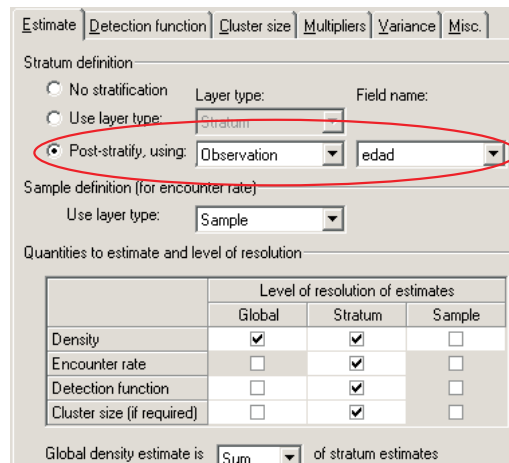 Estimate Detection function Cluster size Multipliers Variance Misc.
Stratum definition
No stratification Layer type: Field name:
Use layer type: Stratum
Post-stratify, using: Observation edad
Sample definition (for encounter rate)
Use layer type: Sample
Quantities to estimate and level of resolution
Level of resolution of estimates
Global Stratum Sample
Density
Encounter rate
Detection function
Cluster size (if required)
Global density estimate is Sum of stratum estimates